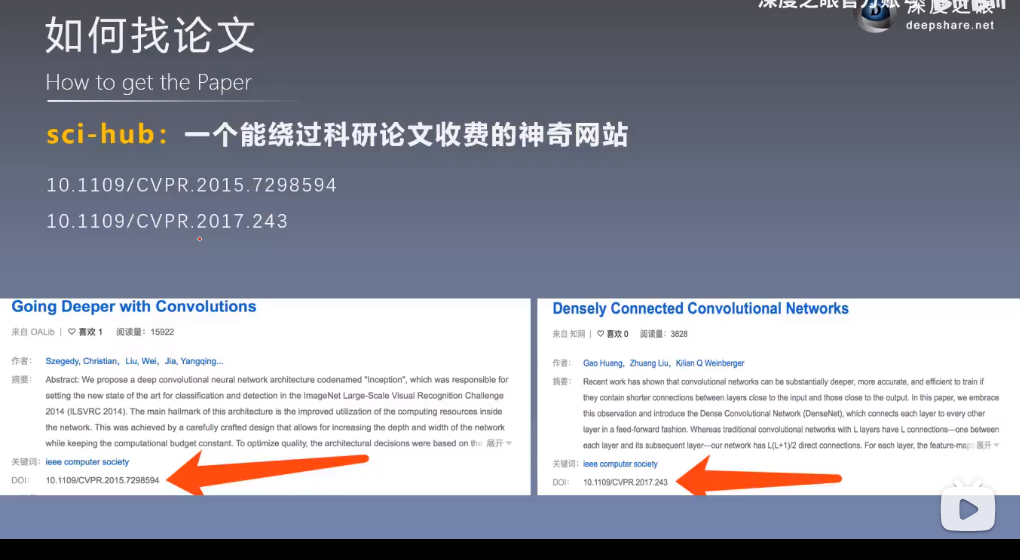 深度之眼官方账
深度之眼
deepshare.net
如何找论文
How to get the Paper
sci-hub：一个能绕过科研论文收费的神奇网站
10.1109/CVPR.2015.7298594
10.1109/CVPR.2017.243
Going Deeper with Convolutions
来自 OALib | ♡ 喜欢 1 阅读量：15922
作者： Szegedy, Christian，Liu, Wei，Jia, Yangqing...
摘要： Abstract: We propose a deep convolutional neural network architecture codenamed "Inception", which was responsible for
setting the new state of the art for classification and detection in the ImageNet Large-Scale Visual Recognition Challenge
2014 (ILSVRC 2014). The main hallmark of this architecture is the improved utilization of the computing resources inside
the network. This was achieved by a carefully crafted design that allows for increasing the depth and width of the network
while keeping the computational budget constant. To optimize quality, the architectural decisions were based on the 展开
关键词： ieee computer society
DOI： 10.1109/CVPR.2015.7298594
Densely Connected Convolutional Networks
来自 知网 | ♡ 喜欢 0 阅读量：3828
作者： Gao Huang，Zhuang Liu，Kilian Q Weinberger
摘要： Recent work has shown that convolutional networks can be substantially deeper, more accurate, and efficient to train if
they contain shorter connections between layers close to the input and those close to the output. In this paper, we embrace
this observation and introduce the Dense Convolutional Network (DenseNet), which connects each layer to every other
layer in a feed-forward fashion. Whereas traditional convolutional networks with L layers have L connections—one between
each layer and its subsequent layer—our network has L(L+1)/2 direct connections. For each layer, the feature-maps 展开
关键词： ieee computer society
DOI： 10.1109/CVPR.2017.243